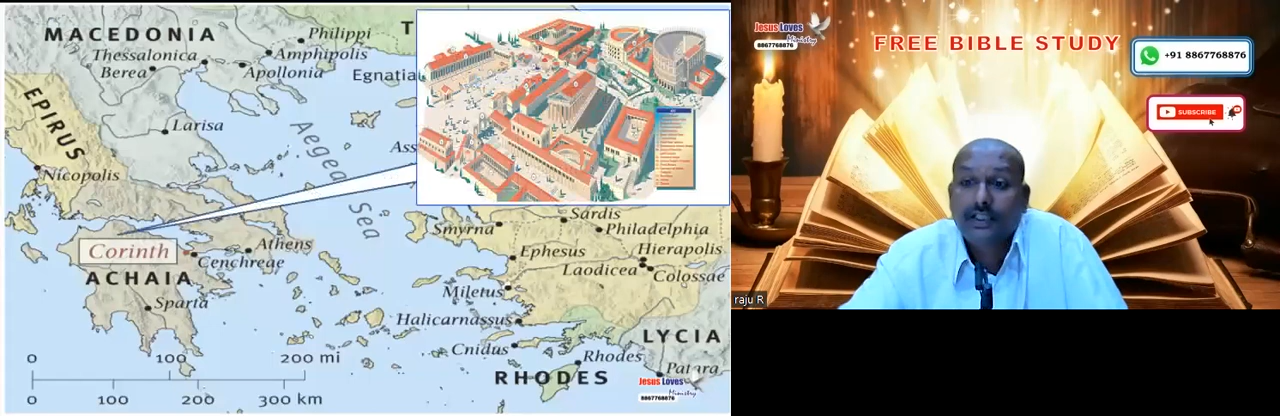 MACEDONIA
T
Philippi
Thessalonica
Amphipolis
Berea
Apollonia
Egnatia
EPIRUS
Larisa
Aegea
Ass
Nicopolis
Sea
Sardis
Smyrna
Philadelphia
Corinth
Athens
Ephesus
Hierapolis
Cenchreae
Laodicea
Colossae
ACHAIA
Miletus
Sparta
Halicarnassus
LYCIA
0 100 200 mi
Cnidus
Rhodes
Patara
RHODES
0 100 200 300 km
Jesus Loves
Ministry
8867768876
Jesus Loves
Ministry
8867768876
FREE BIBLE STUDY
+91 8867768876
SUBSCRIBE
raju R